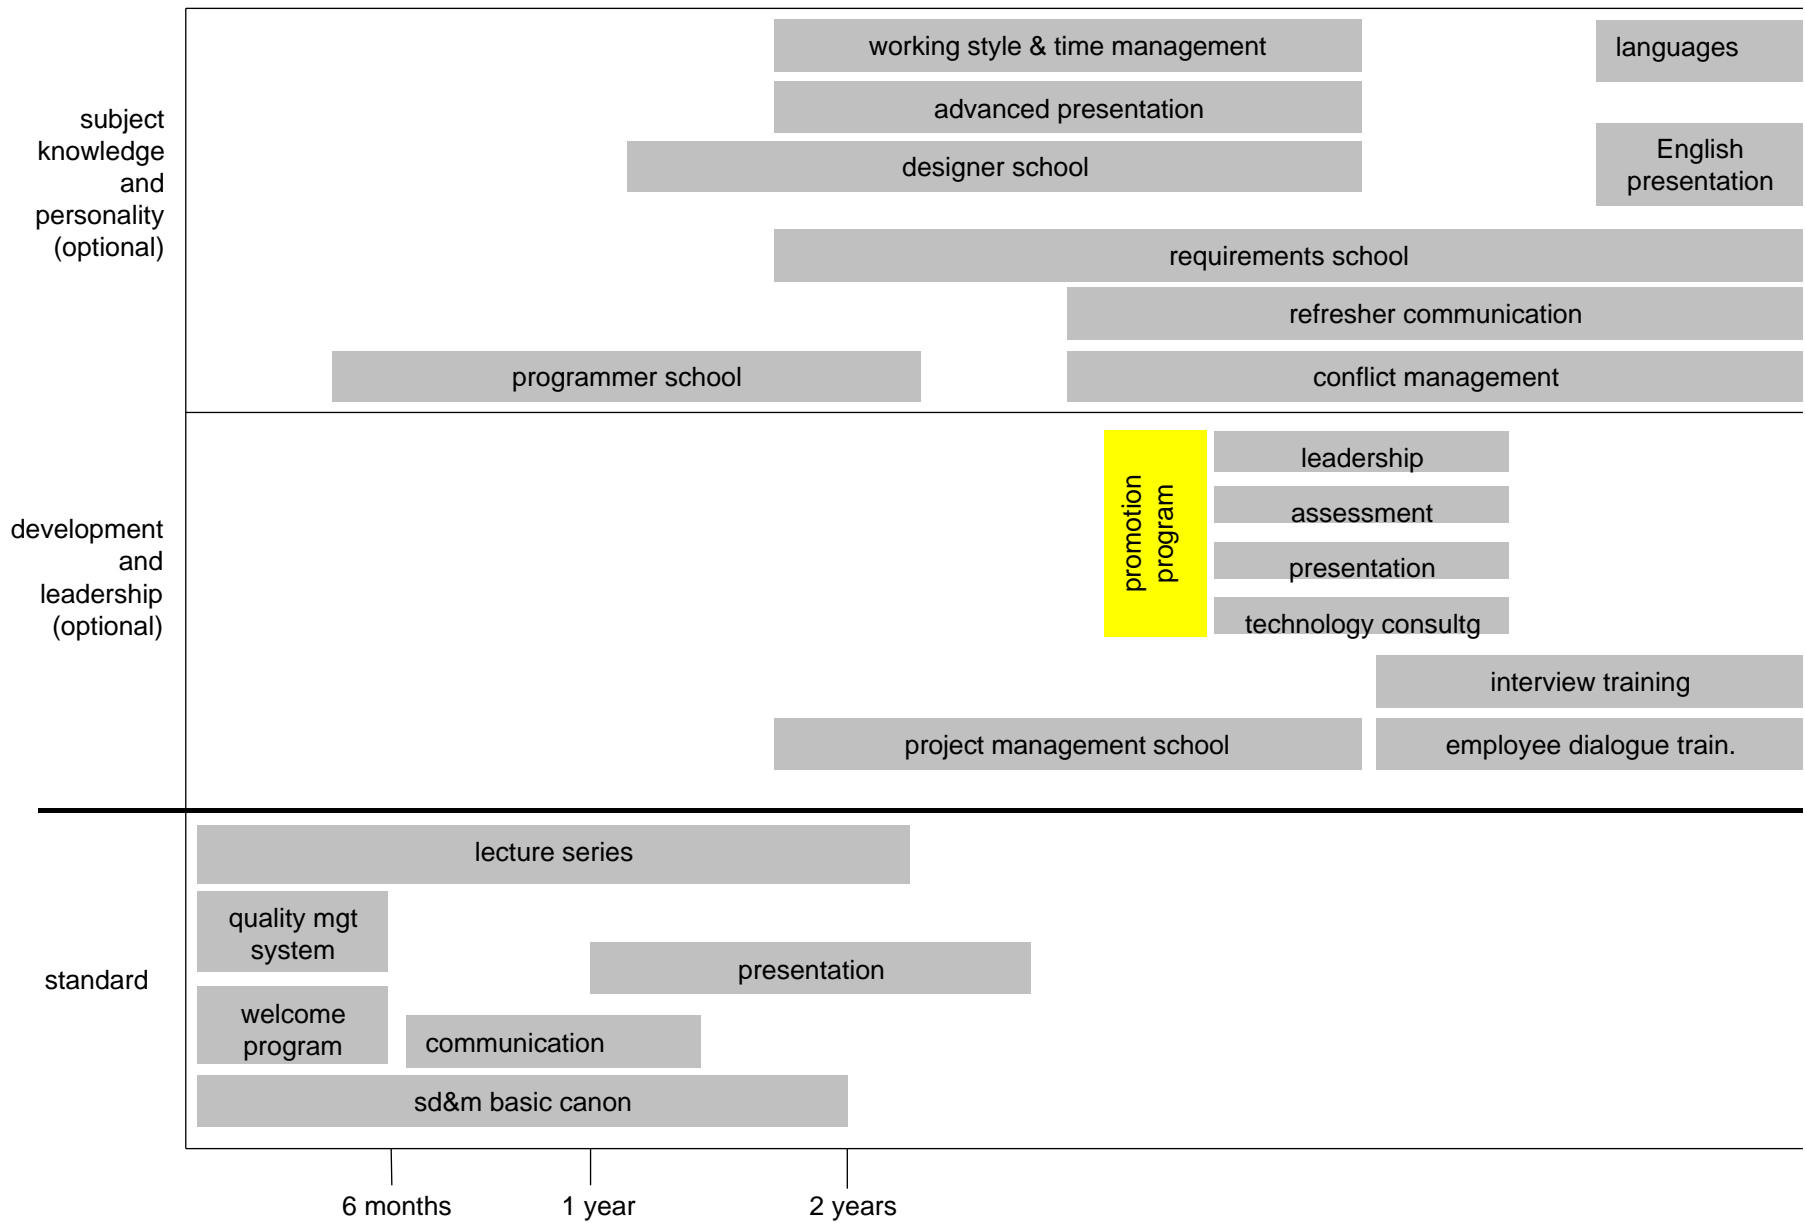 working style & time management
languages
advanced presentation
subject
knowledge
and
personality
(optional)
English
presentation
designer school
requirements school
refresher communication
programmer school
conflict management
development
and
leadership
(optional)
promotion
program
leadership
assessment
presentation
technology consultg
interview training
project management school
employee dialogue train.
standard
lecture series
quality mgt
system
presentation
welcome
program
communication
sd&m basic canon
6 months
1 year
2 years